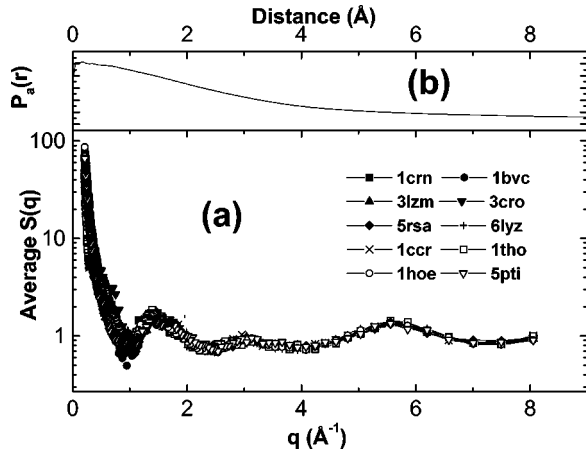 Distance (Å)
0 2 4 6 8
P_a(r)
(b)
100
10
1
Average S(q)
(a)
1crn 1bvc
3lzm 3cro
5rsa 6lyz
1ccr 1tho
1hoe 5pti
0 2 4 6 8
q (Å⁻¹)